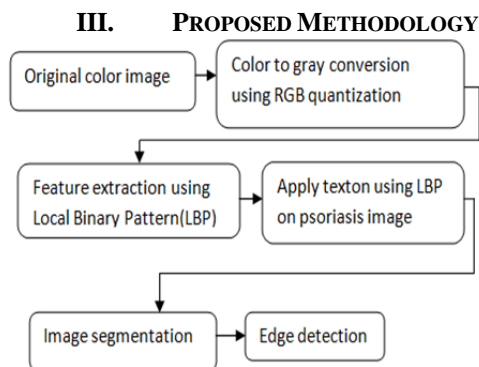 III. PROPOSED METHODOLOGY
Original color image
Color to gray conversion
using RGB quantization
Feature extraction using
Local Binary Pattern(LBP)
Apply texton using LBP
on psoriasis image
Image segmentation
Edge detection